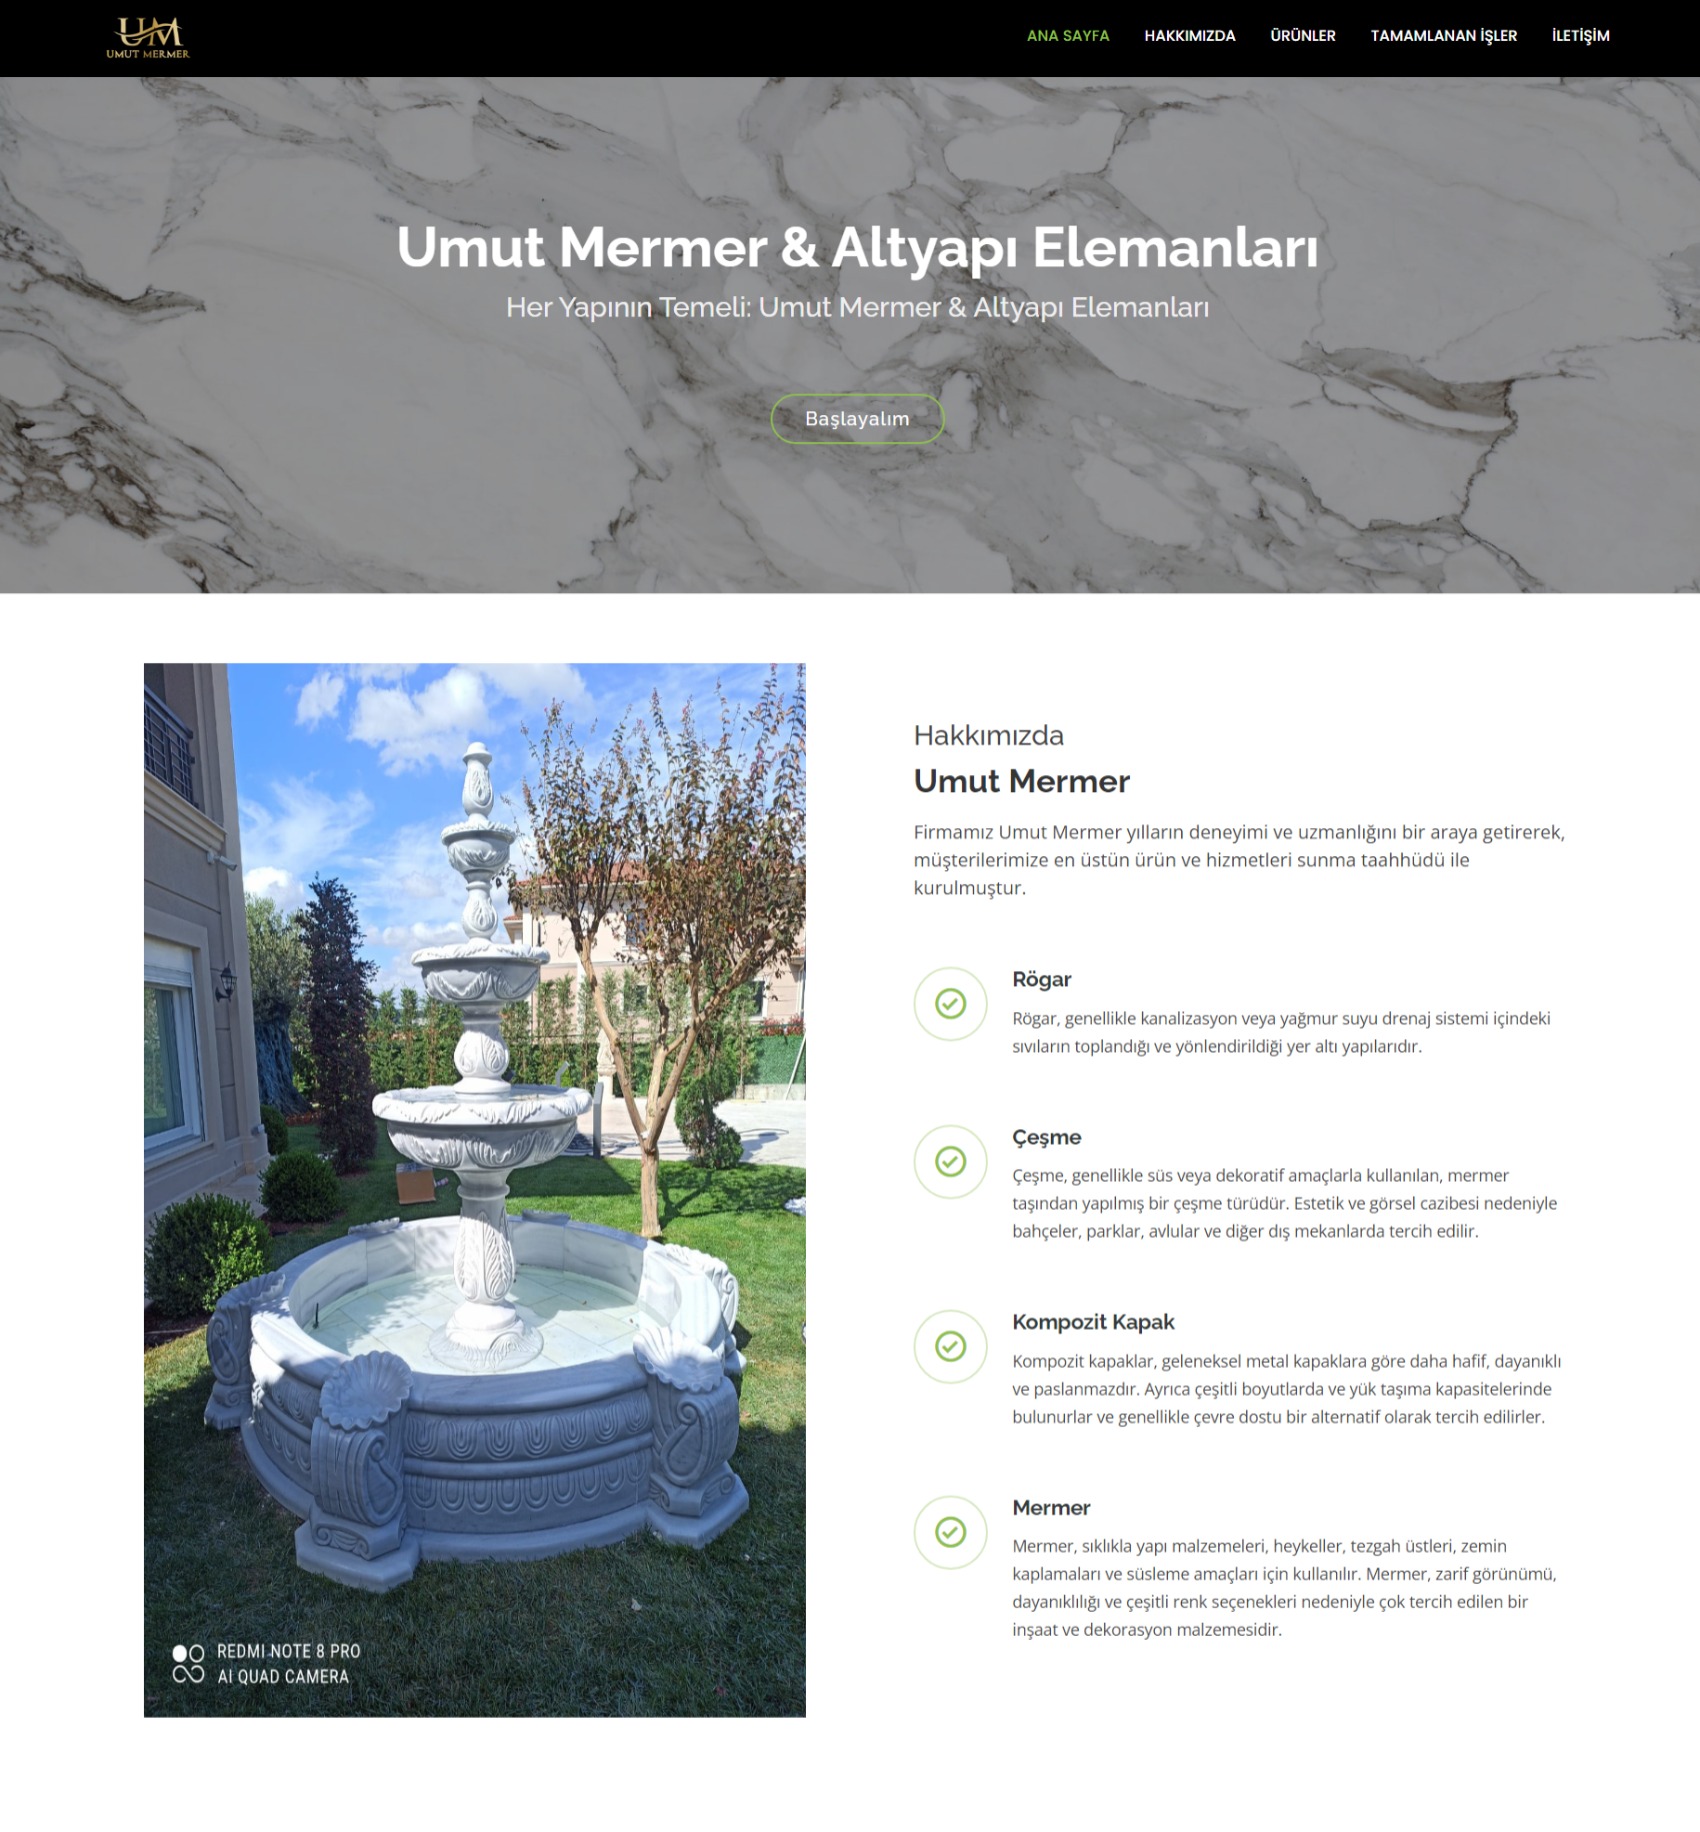 UM
UMUT MERMER
ANA SAYFA HAKKIMIZDA ÜRÜNLER TAMAMLANAN İŞLER İLETİŞİM
Umut Mermer & Altyapı Elemanları
Her Yapının Temeli: Umut Mermer & Altyapı Elemanları
Başlayalım
Hakkımızda
Umut Mermer
Firmamız Umut Mermer yılların deneyimi ve uzmanlığını bir araya getirerek,
müşterilerimize en üstün ürün ve hizmetleri sunma taahhüdü ile
kurulmuştur.
Rögar
Rögar, genellikle kanalizasyon veya yağmur suyu drenaj sistemi içindeki
sıvıların toplandığı ve yönlendirildiği yer altı yapılarıdır.
Çeşme
Çeşme, genellikle süs veya dekoratif amaçlarla kullanılan, mermer
taşından yapılmış bir çeşme türüdür. Estetik ve görsel cazibesi nedeniyle
bahçeler, parklar, avlular ve diğer dış mekanlarda tercih edilir.
Kompozit Kapak
Kompozit kapaklar, geleneksel metal kapaklara göre daha hafif, dayanıklı
ve paslanmazdır. Ayrıca çeşitli boyutlarda ve yük taşıma kapasitelerinde
bulunurlar ve genellikle çevre dostu bir alternatif olarak tercih edilirler.
Mermer
Mermer, sıklıkla yapı malzemeleri, heykeller, tezgah üstleri, zemin
kaplamaları ve süsleme amaçları için kullanılır. Mermer, zarif görünümü,
dayanıklılığı ve çeşitli renk seçenekleri nedeniyle çok tercih edilen bir
inşaat ve dekorasyon malzemesidir.
REDMI NOTE 8 PRO
AI QUAD CAMERA